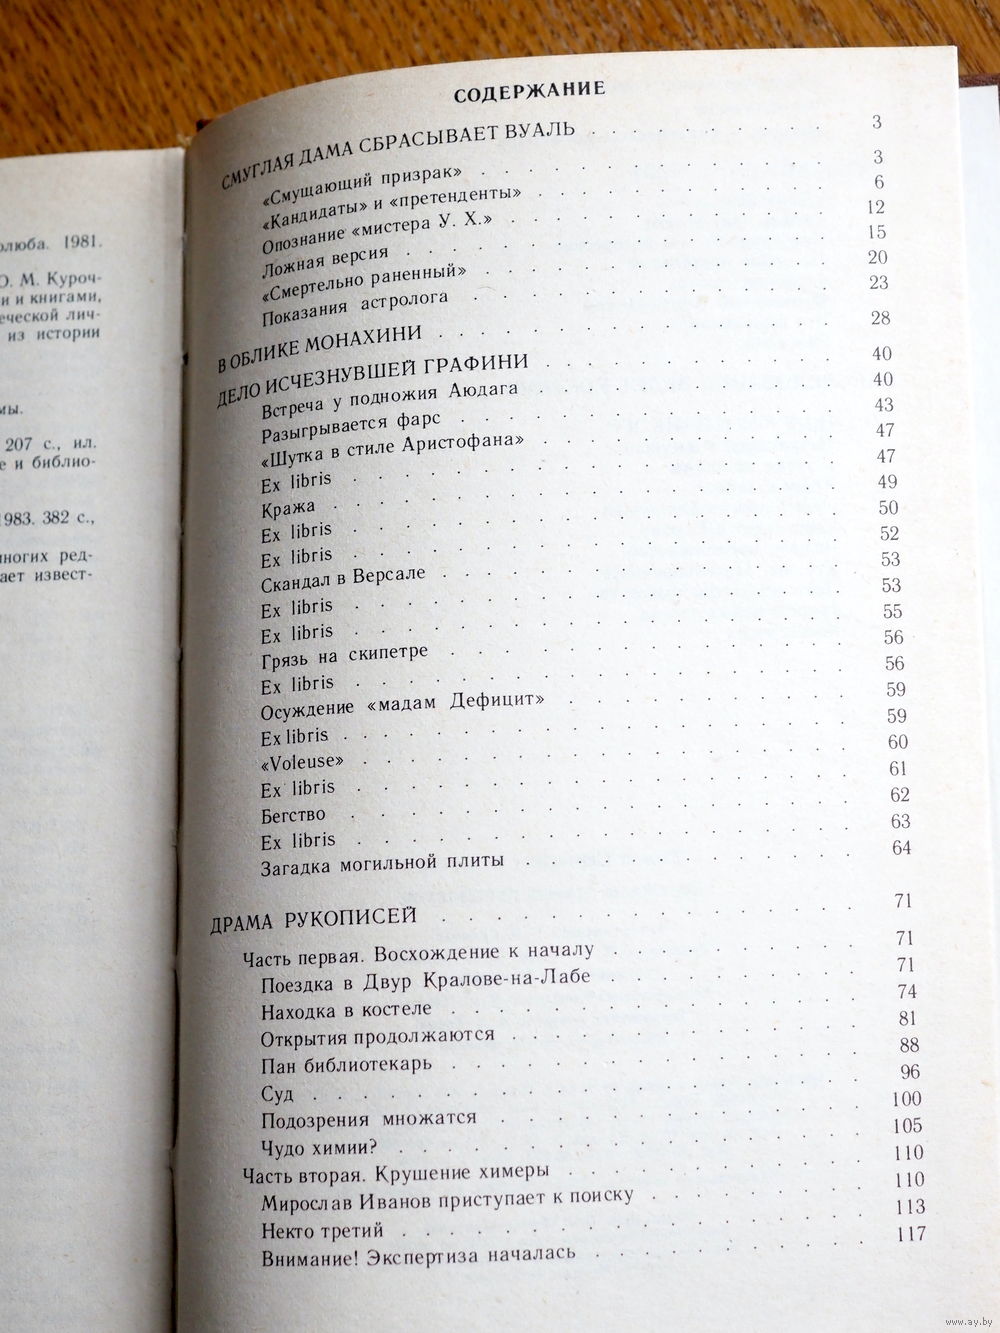 олюба. 1981.
О. М. Куроч-
и и книгами,
еческой лич-
из истории
мы.
207 с., ил.
е и библио-
1983. 382 с.,
многих ред-
ает извест-
СОДЕРЖАНИЕ
СМУГЛАЯ ДАМА СБРАСЫВАЕТ ВУАЛЬ . . . . . . . . . 3
«Смущающий призрак» . . . . . . . . . . . . . 3
«Кандидаты» и «претенденты» . . . . . . . . . . . 6
Опознание «мистера У. Х.» . . . . . . . . . . . . 12
Ложная версия . . . . . . . . . . . . . . . 15
«Смертельно раненный» . . . . . . . . . . . . . 20
Показания астролога . . . . . . . . . . . . . 23
В ОБЛИКЕ МОНАХИНИ . . . . . . . . . . . . . . 28
ДЕЛО ИСЧЕЗНУВШЕЙ ГРАФИНИ . . . . . . . . . . . 40
Встреча у подножия Аюдага . . . . . . . . . . . 40
Разыгрывается фарс . . . . . . . . . . . . . . 43
«Шутка в стиле Аристофана» . . . . . . . . . . . 47
Ex libris . . . . . . . . . . . . . . . . . 47
Кража . . . . . . . . . . . . . . . . . . 49
Ex libris . . . . . . . . . . . . . . . . . 50
Ex libris . . . . . . . . . . . . . . . . . 52
Скандал в Версале . . . . . . . . . . . . . . 53
Ex libris . . . . . . . . . . . . . . . . . 53
Ex libris . . . . . . . . . . . . . . . . . 55
Грязь на скипетре . . . . . . . . . . . . . . 56
Ex libris . . . . . . . . . . . . . . . . . 56
Осуждение «мадам Дефицит» . . . . . . . . . . . 59
Ex libris . . . . . . . . . . . . . . . . . 59
«Voleuse» . . . . . . . . . . . . . . . . . 60
Ex libris . . . . . . . . . . . . . . . . . 61
Бегство . . . . . . . . . . . . . . . . . . 62
Ex libris . . . . . . . . . . . . . . . . . 63
Загадка могильной плиты . . . . . . . . . . . . 64
ДРАМА РУКОПИСЕЙ . . . . . . . . . . . . . . . 71
Часть первая. Восхождение к началу . . . . . . . . . 71
Поездка в Двур Кралове-на-Лабе . . . . . . . . . . 71
Находка в костеле . . . . . . . . . . . . . . 74
Открытия продолжаются . . . . . . . . . . . . . 81
Пан библиотекарь . . . . . . . . . . . . . . . 88
Суд . . . . . . . . . . . . . . . . . . . 96
Подозрения множатся . . . . . . . . . . . . . 100
Чудо химии? . . . . . . . . . . . . . . . . 105
Часть вторая. Крушение химеры . . . . . . . . . . 110
Мирослав Иванов приступает к поиску . . . . . . . . 110
Некто третий . . . . . . . . . . . . . . . . 113
Внимание! Экспертиза началась . . . . . . . . . . 117
www.ay.by